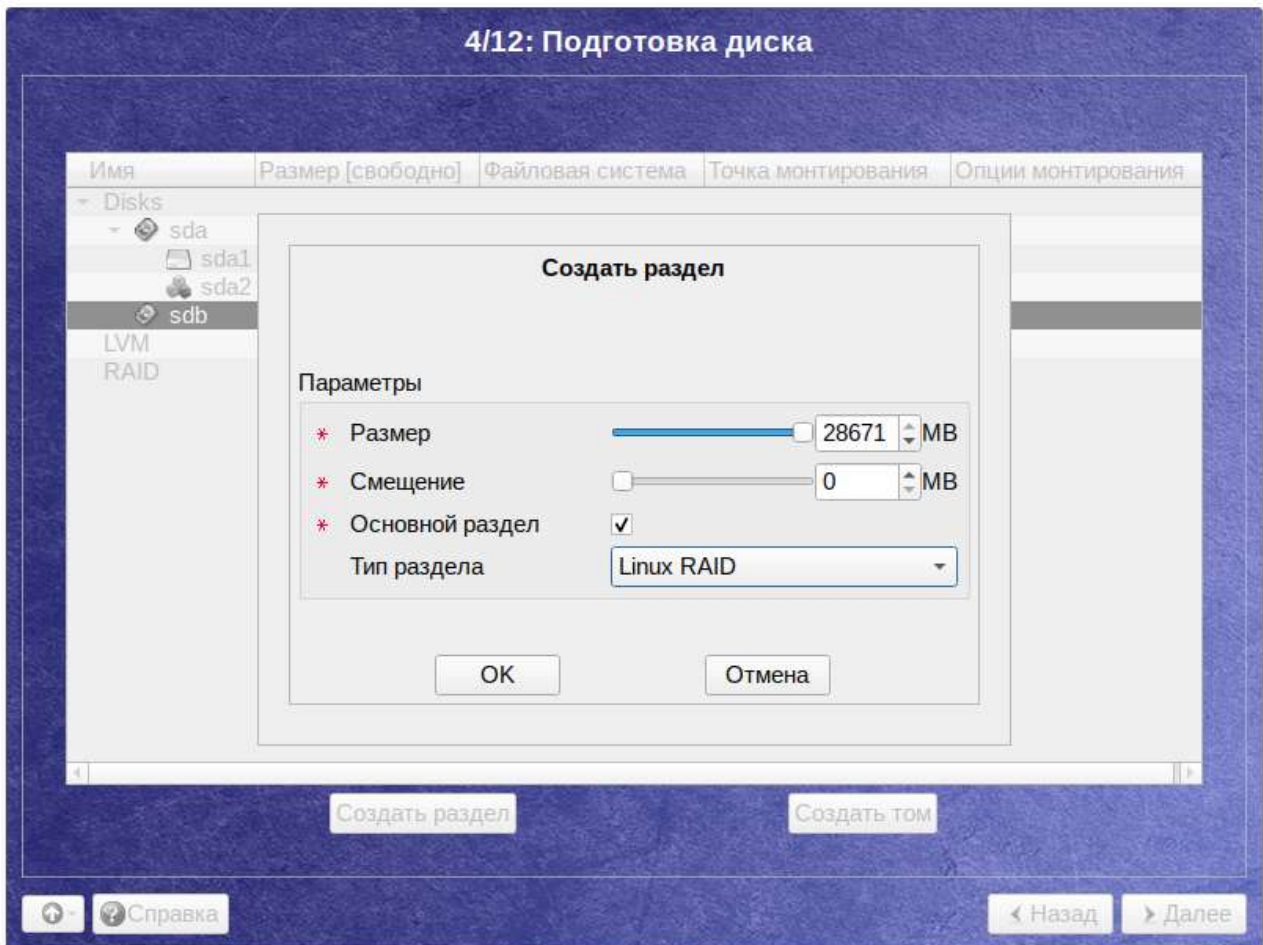 4/12: Подготовка диска
Имя Размер [свободно] Файловая система Точка монтирования Опции монтирования
Disks
sda
sda1
sda2
sdb
LVM
RAID
Создать раздел
Параметры
* Размер 28671 MB
* Смещение 0 MB
* Основной раздел
Тип раздела Linux RAID
OK Отмена
Создать раздел Создать том
Справка Назад Далее